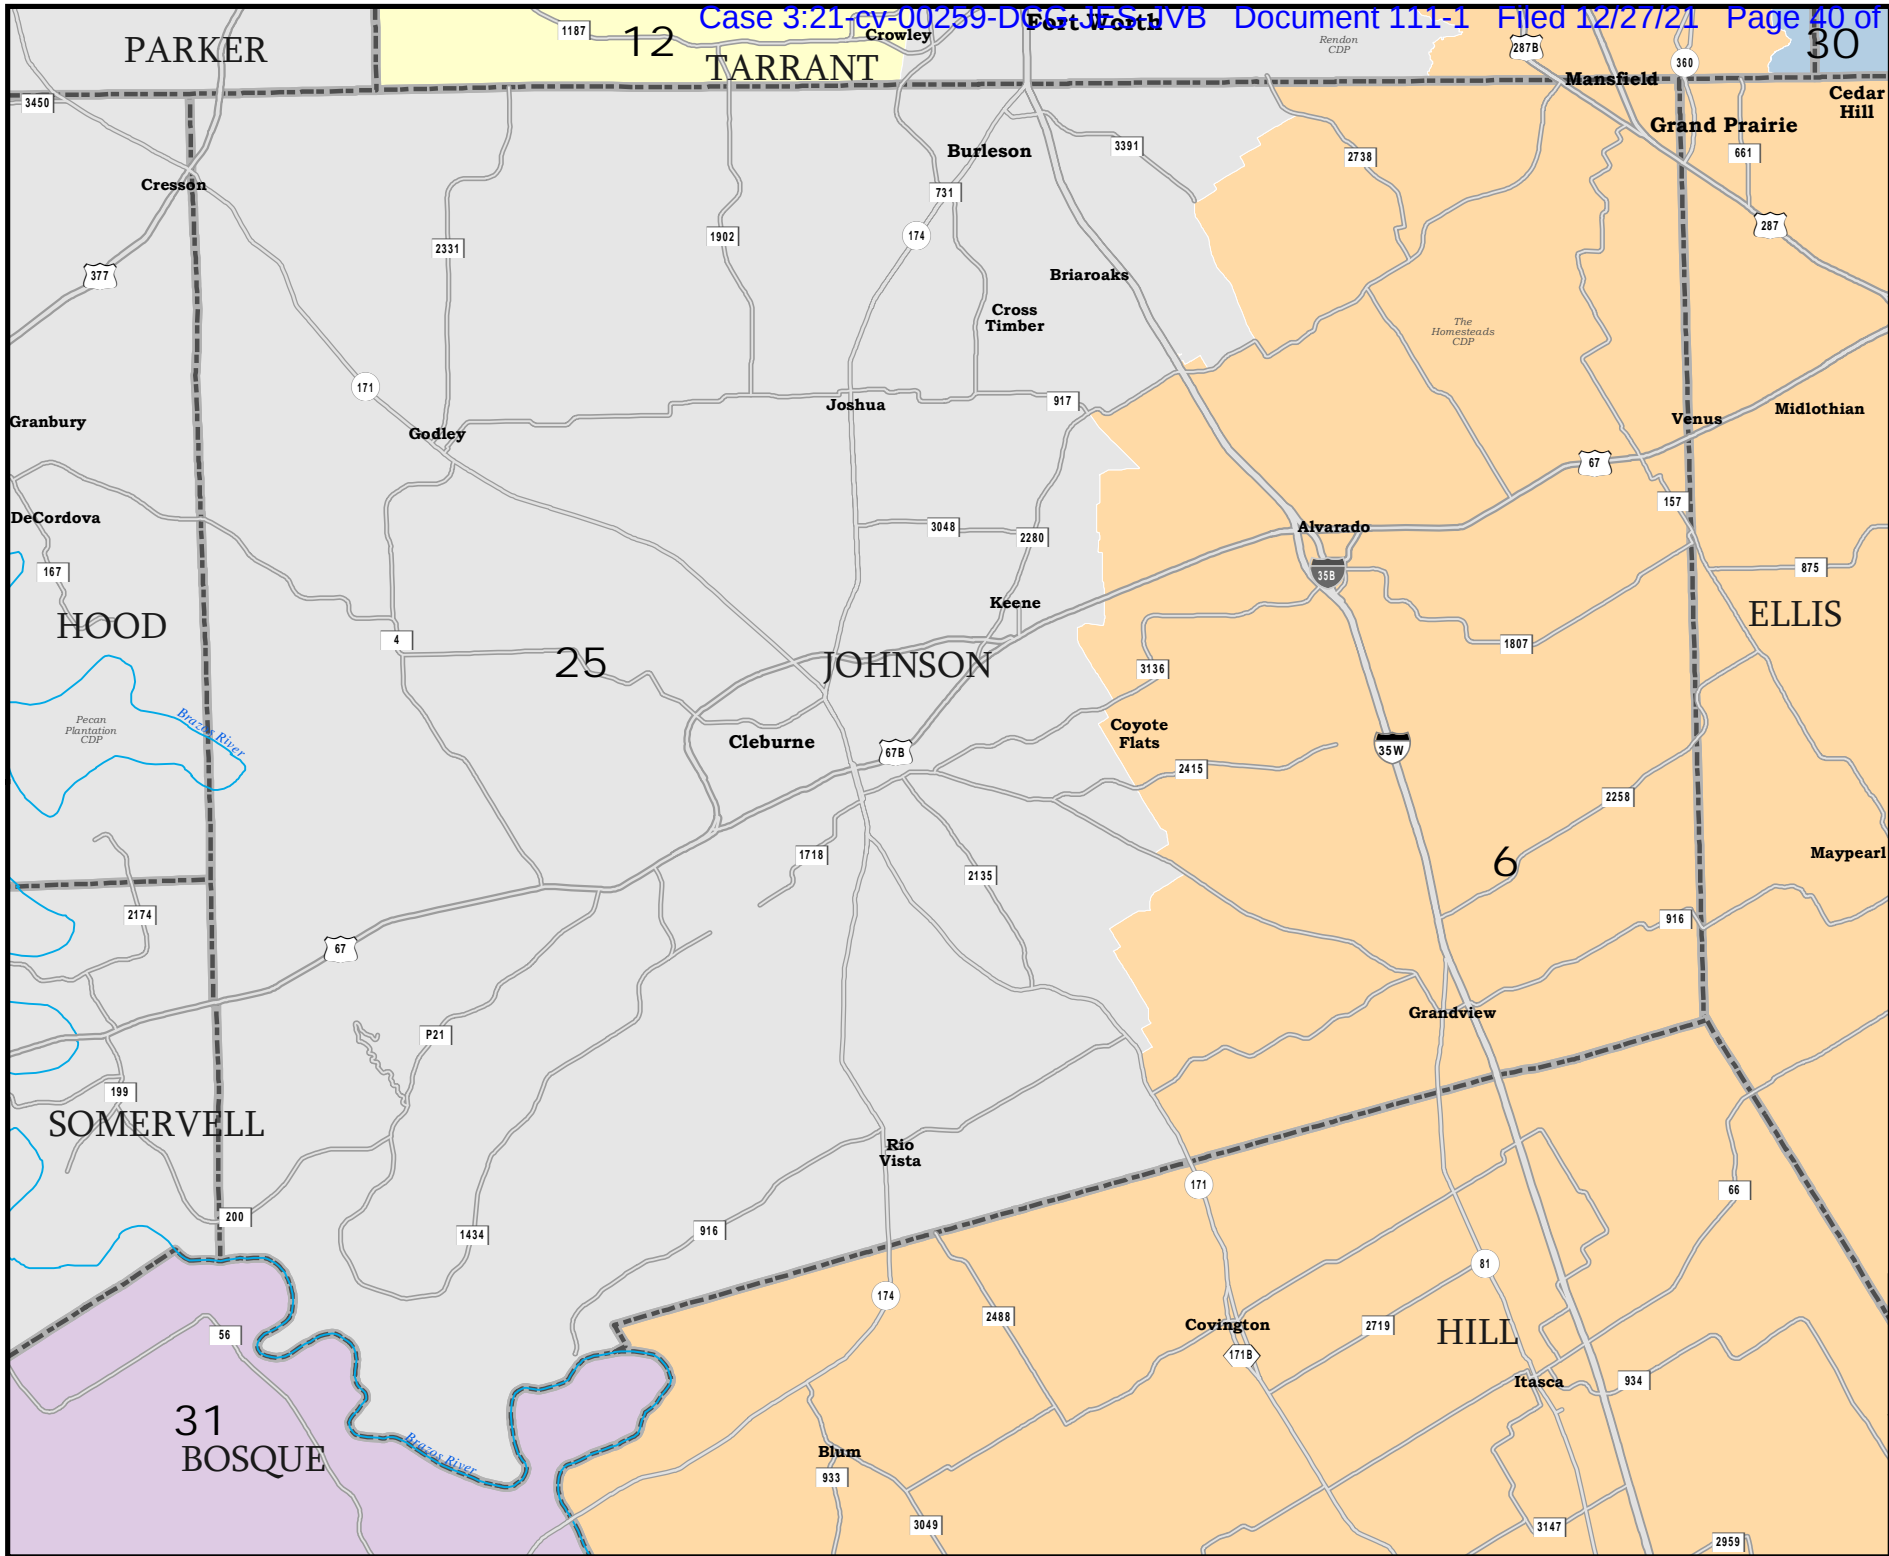 Case 3:21-cv-00259-DCG-JES-JVB Document 111-1 Filed 12/27/21 Page 40 of
Fort Worth
1187
12
Crowley
Rendon
CDP
287B
30
PARKER
TARRANT
360
Mansfield
3450
Cedar
Hill
Grand Prairie
3391
Burleson
2738
661
Cresson
731
2331
1902
174
287
377
Briaroaks
Cross
Timber
The
Homesteads
CDP
171
Joshua
917
Venus
Midlothian
Granbury
Godley
67
157
DeCordova
3048
2280
Alvarado
167
35B
875
Keene
HOOD
ELLIS
4
25
JOHNSON
3136
1807
Pecan
Plantation
CDP
Brazos River
Cleburne
67B
Coyote
Flats
35W
2415
2258
1718
2135
6
Maypearl
2174
916
67
P21
Grandview
199
SOMERVELL
Rio
Vista
171
66
200
1434
916
81
174
2488
Covington
2719
HILL
56
171B
Itasca
934
31
BOSQUE
Brazos River
Blum
933
3049
3147
2959